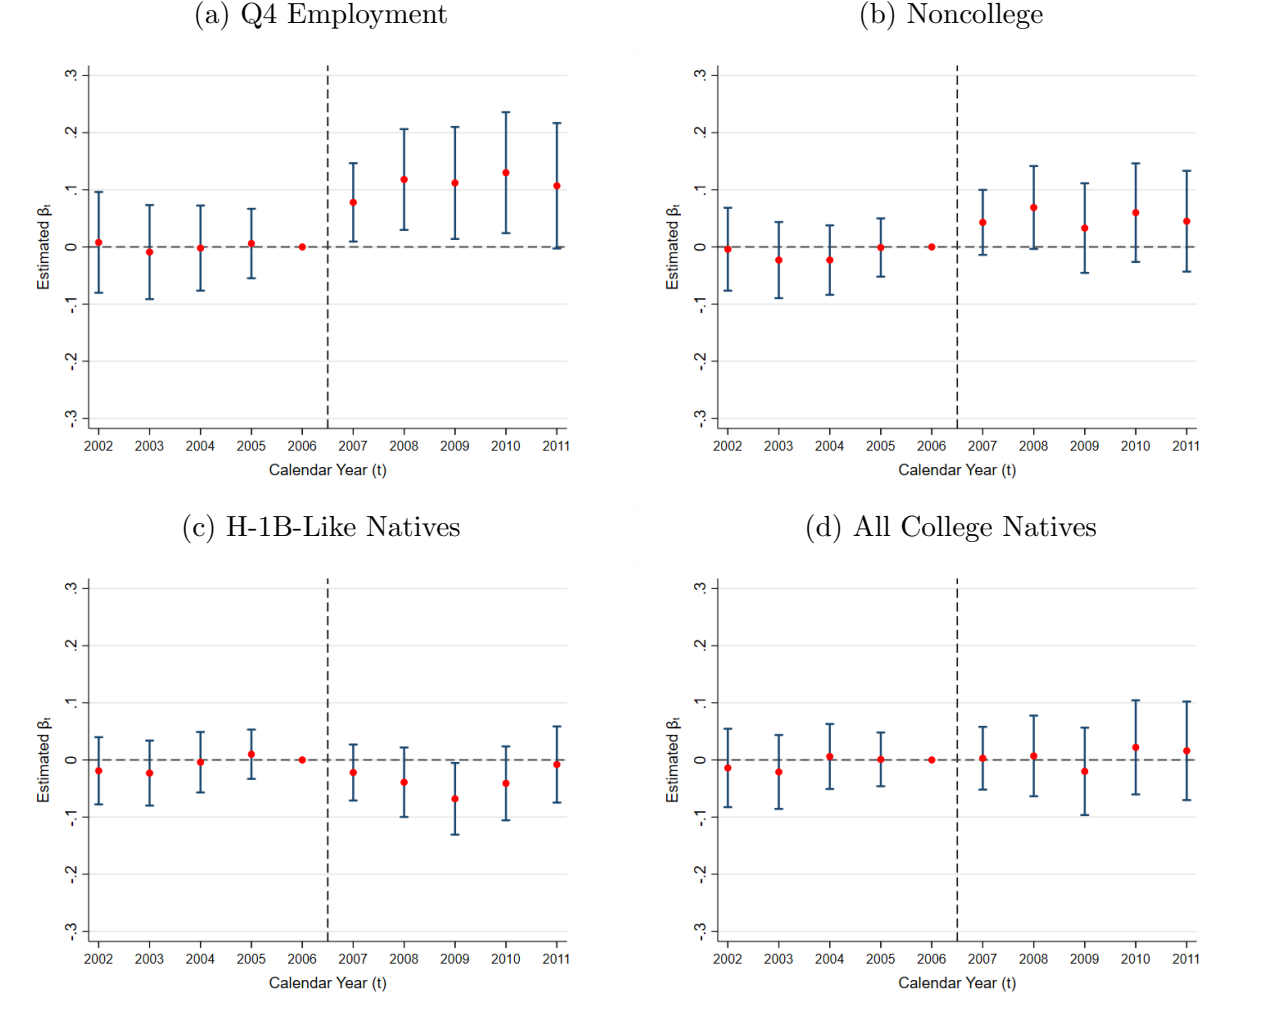 (a) Q4 Employment
.3
.2
.1
0
-.1
-.2
-.3
Estimated βt
2002 2003 2004 2005 2006 2007 2008 2009 2010 2011
Calendar Year (t)
(b) Noncollege
.3
.2
.1
0
-.1
-.2
-.3
Estimated βt
2002 2003 2004 2005 2006 2007 2008 2009 2010 2011
Calendar Year (t)
(c) H-1B-Like Natives
.3
.2
.1
0
-.1
-.2
-.3
Estimated βt
2002 2003 2004 2005 2006 2007 2008 2009 2010 2011
Calendar Year (t)
(d) All College Natives
.3
.2
.1
0
-.1
-.2
-.3
Estimated βt
2002 2003 2004 2005 2006 2007 2008 2009 2010 2011
Calendar Year (t)